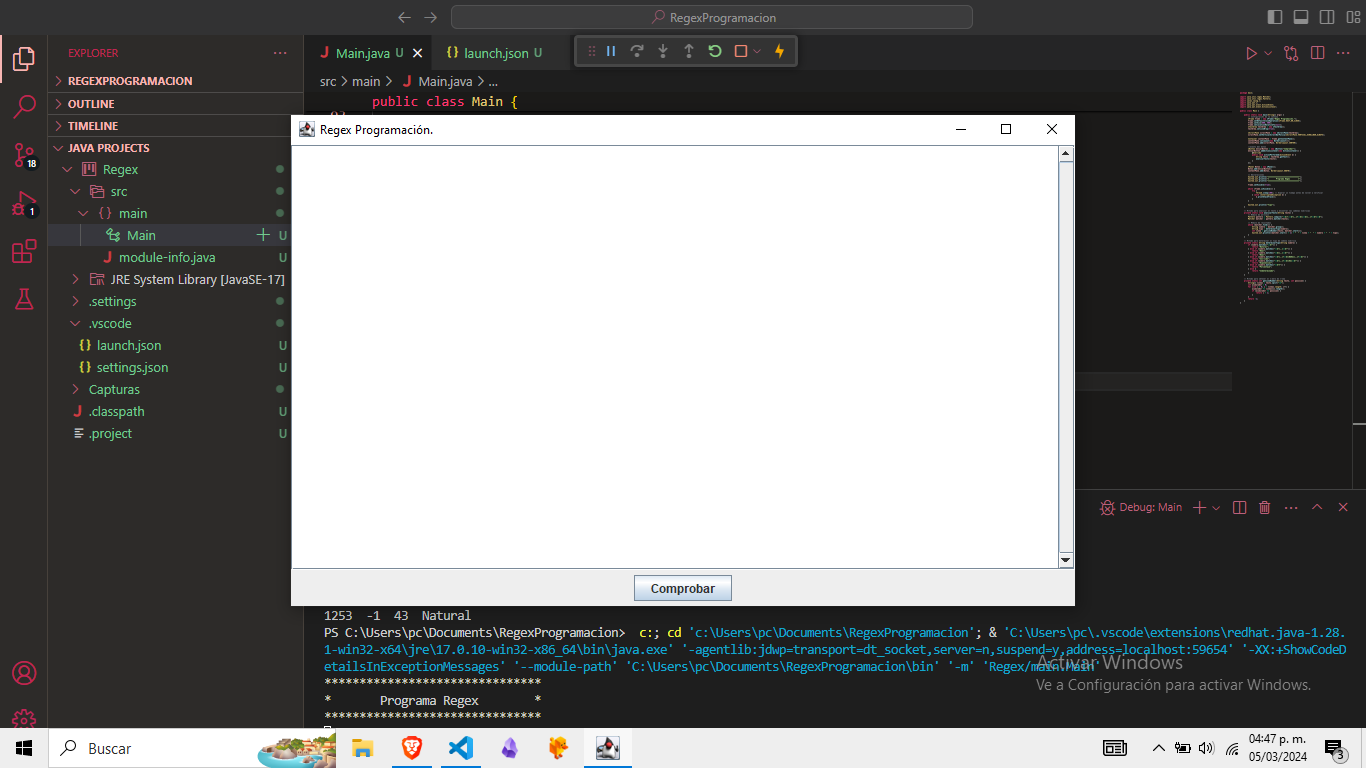 RegexProgramacion
EXPLORER
REGEXPROGRAMACION
OUTLINE
TIMELINE
JAVA PROJECTS
Regex
src
main
Main U
module-info.java U
JRE System Library [JavaSE-17]
.settings
.vscode
launch.json U
settings.json U
Capturas
.classpath U
.project U
18
1
Main.java U
launch.json U
src > main > Main.java > ...
public class Main {
Regex Programación.
Comprobar
Debug: Main
1253 -1 43 Natural
PS C:\Users\pc\Documents\RegexProgramacion> c:; cd 'c:\Users\pc\Documents\RegexProgramacion'; & 'C:\Users\pc\.vscode\extensions\redhat.java-1.28.
1-win32-x64\jre\17.0.10-win32-x86_64\bin\java.exe' '-agentlib:jdwp=transport=dt_socket,server=n,suspend=y,address=localhost:59654' '-XX:+ShowCodeD
etailsInExceptionMessages' '--module-path' 'C:\Users\pc\Documents\RegexProgramacion\bin' '-m' 'Regex/main.Main'
*******************************
* Programa Regex *
*******************************
Activar Windows
Ve a Configuración para activar Windows.
Buscar
04:47 p. m.
05/03/2024
3